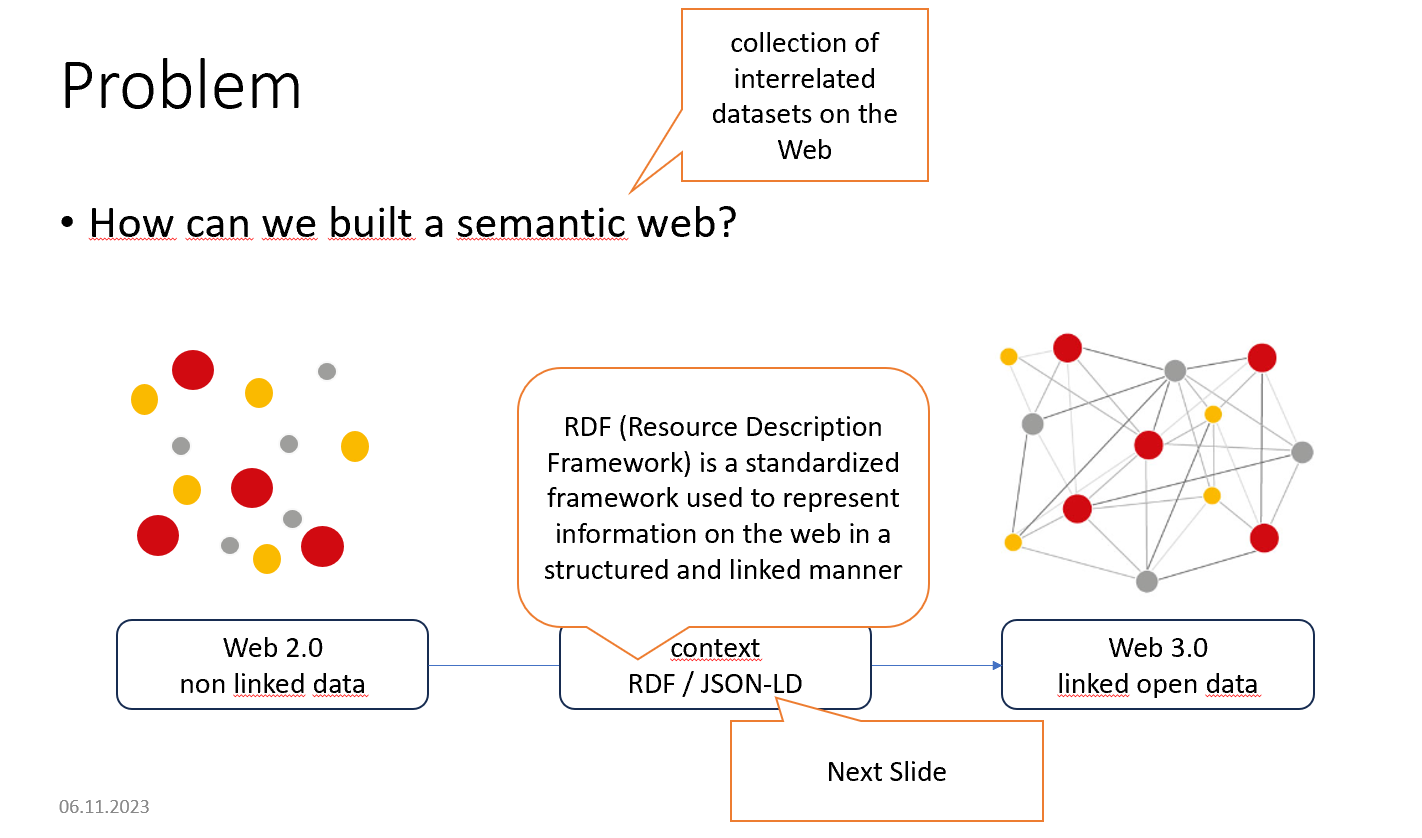 Problem
collection of
interrelated
datasets on the
Web
• How can we built a semantic web?
RDF (Resource Description
Framework) is a standardized
framework used to represent
information on the web in a
structured and linked manner
Web 2.0
non linked data
context
RDF / JSON-LD
Web 3.0
linked open data
Next Slide
06.11.2023